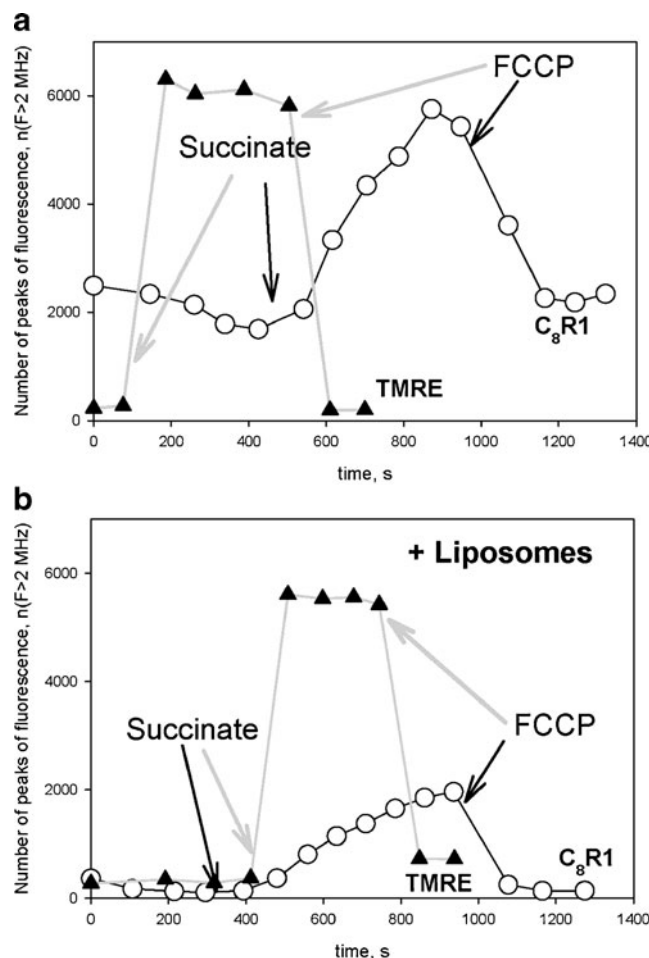 a
Number of peaks of fluorescence, n(F>2 MHz)
6000
4000
2000
0
FCCP
Succinate
C8R1
TMRE
0 200 400 600 800 1000 1200 1400
time, s
b
Number of peaks of fluorescence, n(F>2 MHz)
+ Liposomes
6000
4000
2000
0
Succinate
FCCP
C8R1
TMRE
0 200 400 600 800 1000 1200 1400
time, s